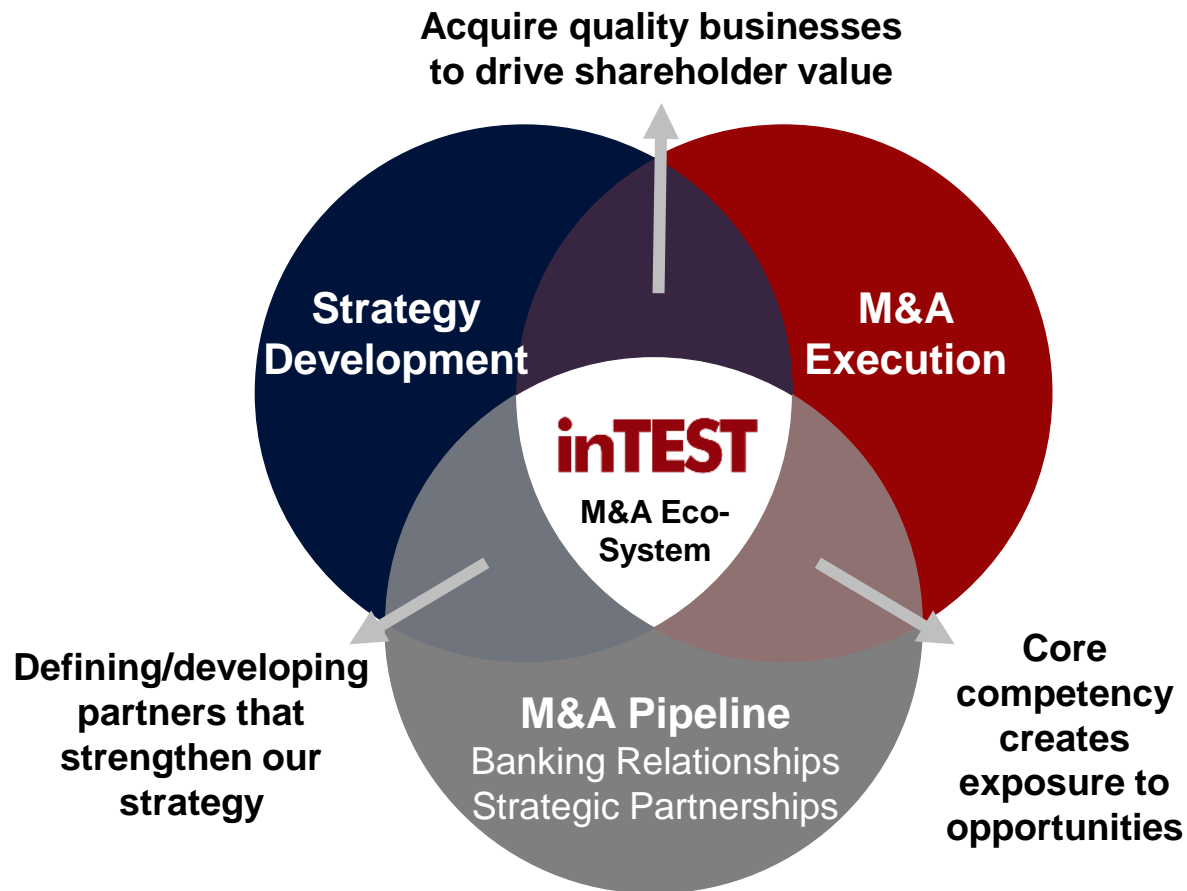 Acquire quality businesses
to drive shareholder value
Strategy
Development
M&A
Execution
inTEST
M&A Eco-
System
Defining/developing
partners that
strengthen our
strategy
M&A Pipeline
Banking Relationships
Strategic Partnerships
Core
competency
creates
exposure to
opportunities